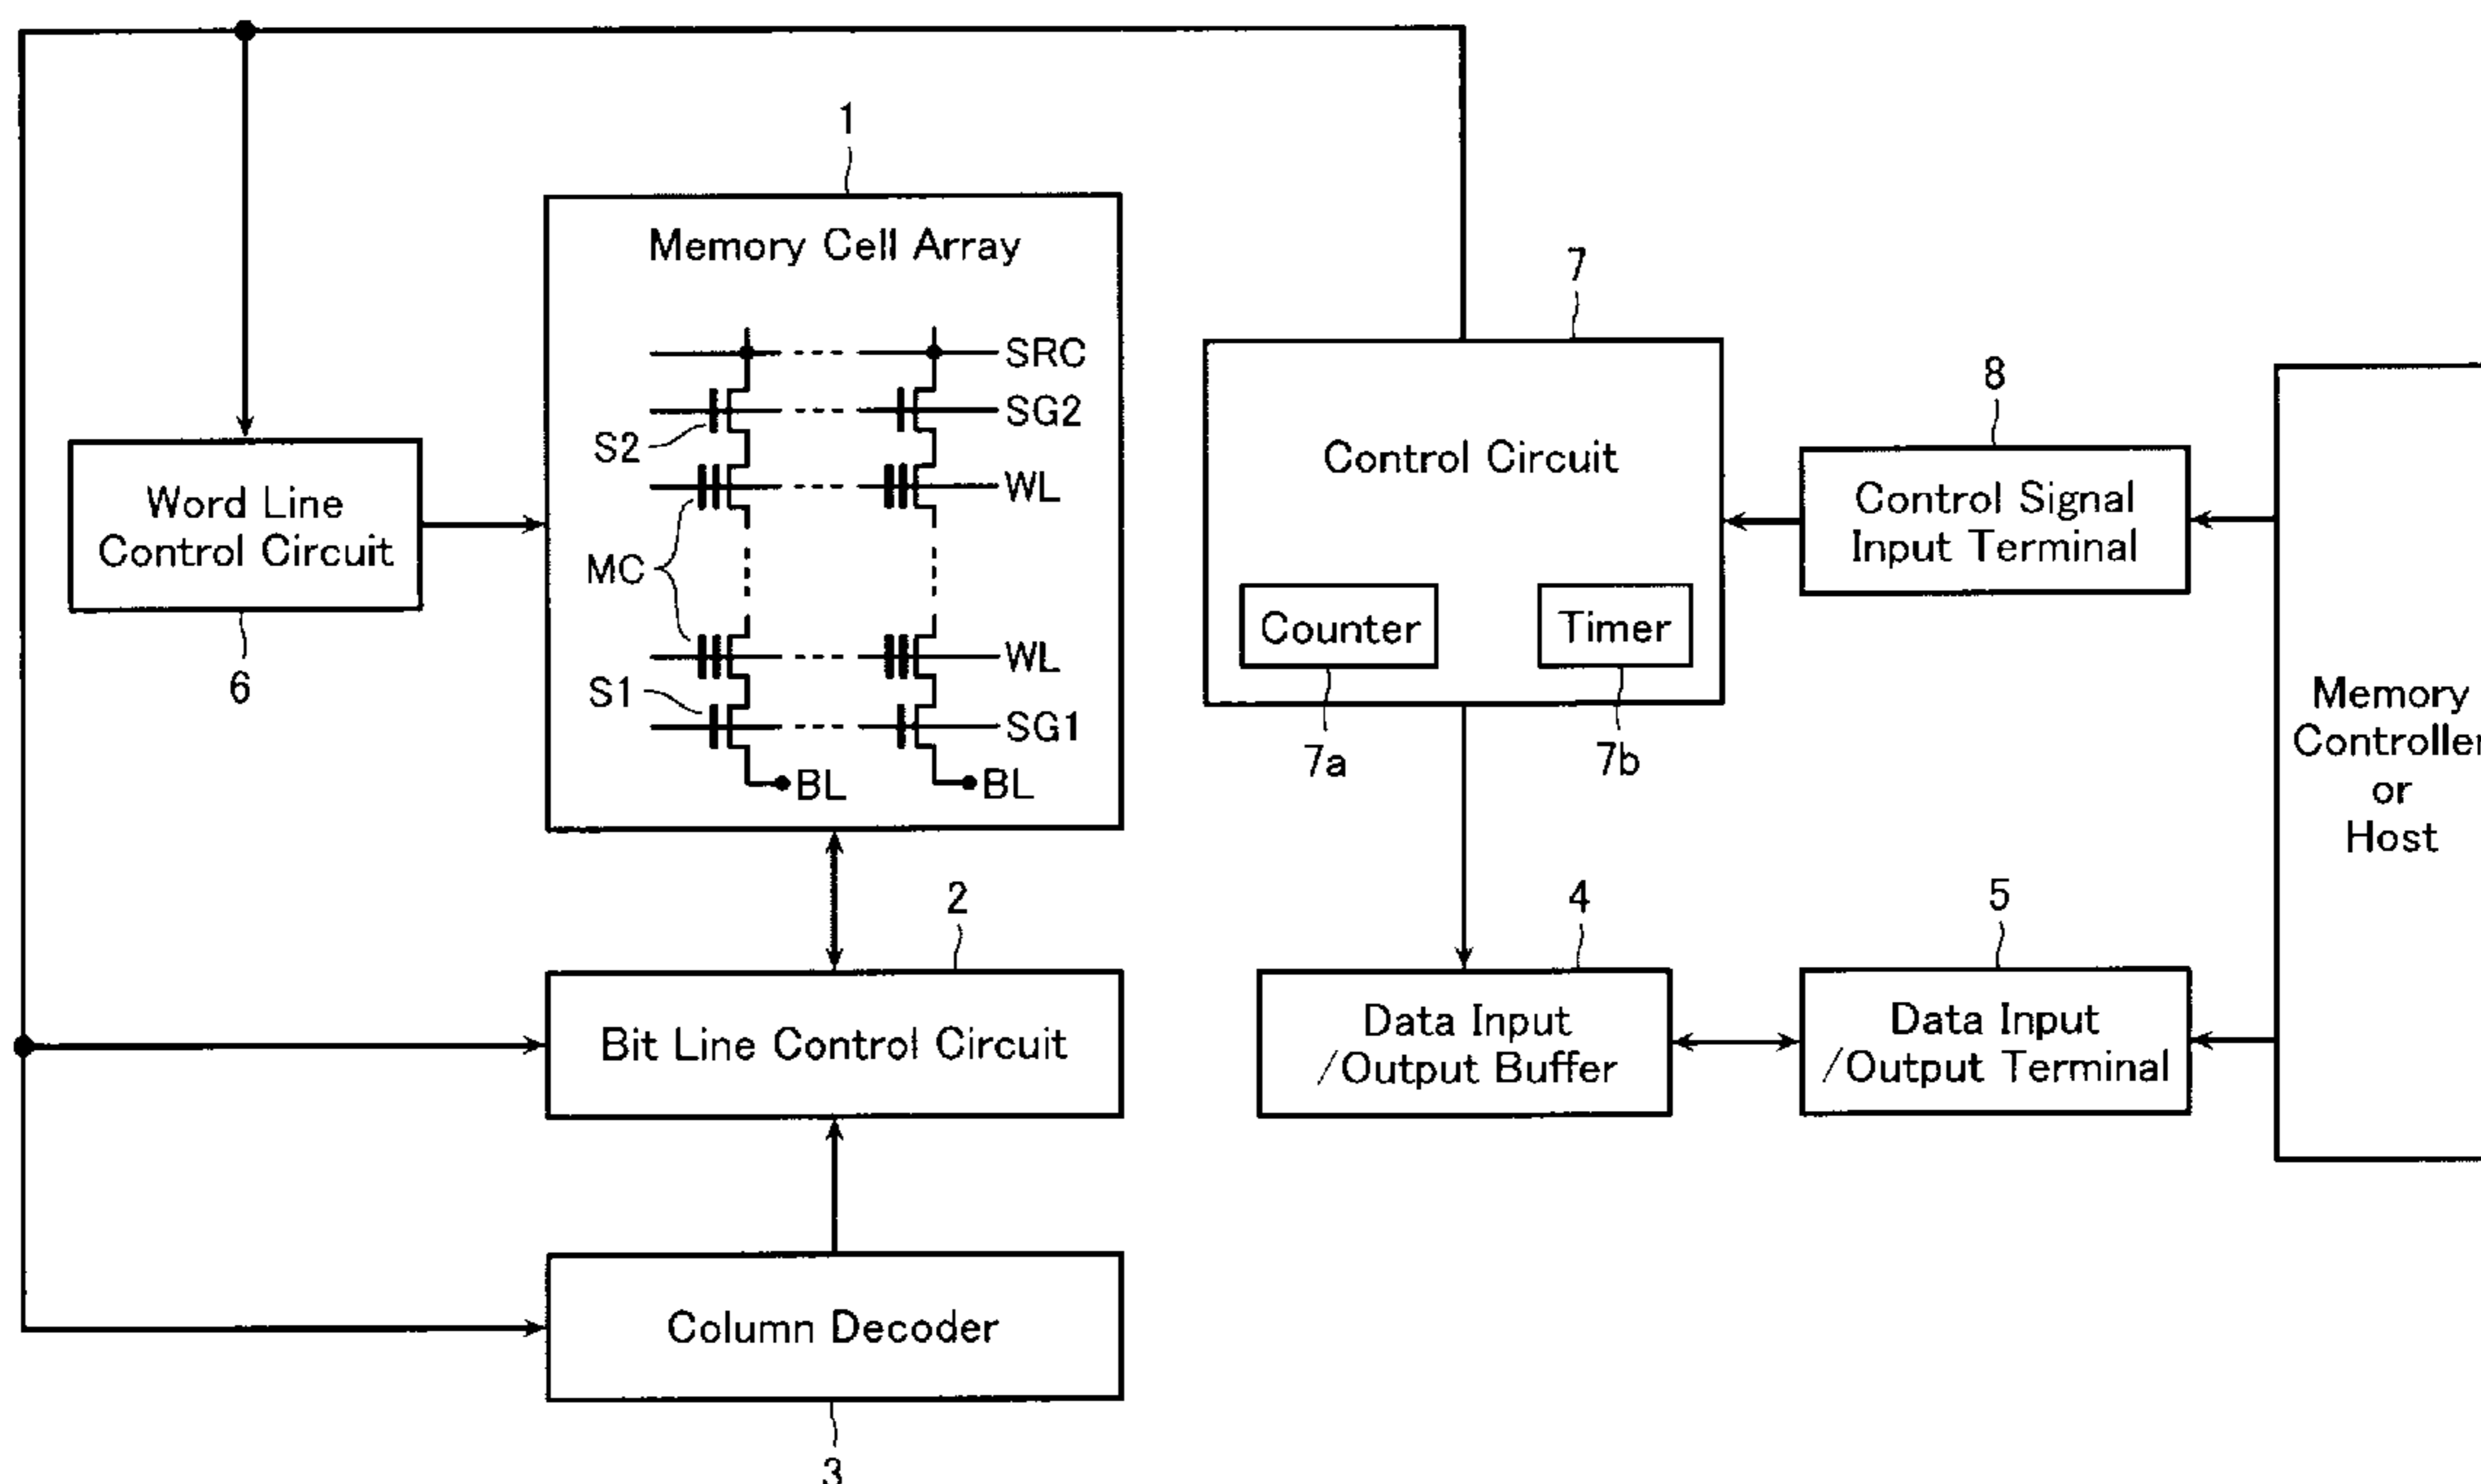 1
Memory Cell Array
SRC
SG2
S2
WL
MC
WL
S1
SG1
BL
BL
Word Line
Control Circuit
6
7
Control Circuit
Counter
Timer
7a
7b
8
Control Signal
Input Terminal
Memory
Controller
or
Host
2
Bit Line Control Circuit
4
Data Input
/Output Buffer
5
Data Input
/Output Terminal
Column Decoder
3